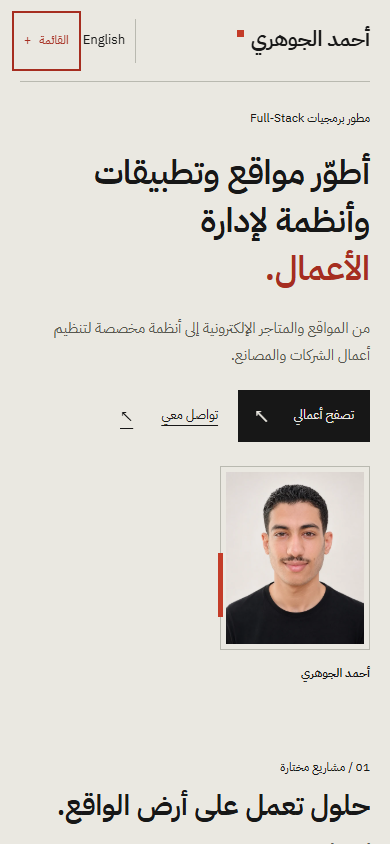 أحمد الجوهري
English
القائمة +
مطور برمجيات Full-Stack
أطوّر مواقع وتطبيقات
وأنظمة لإدارة
الأعمال.
من المواقع والمتاجر الإلكترونية إلى أنظمة مخصصة لتنظيم
أعمال الشركات والمصانع.
تصفح أعمالي ↖
تواصل معي ↖
أحمد الجوهري
01 / مشاريع مختارة
حلول تعمل على أرض الواقع.